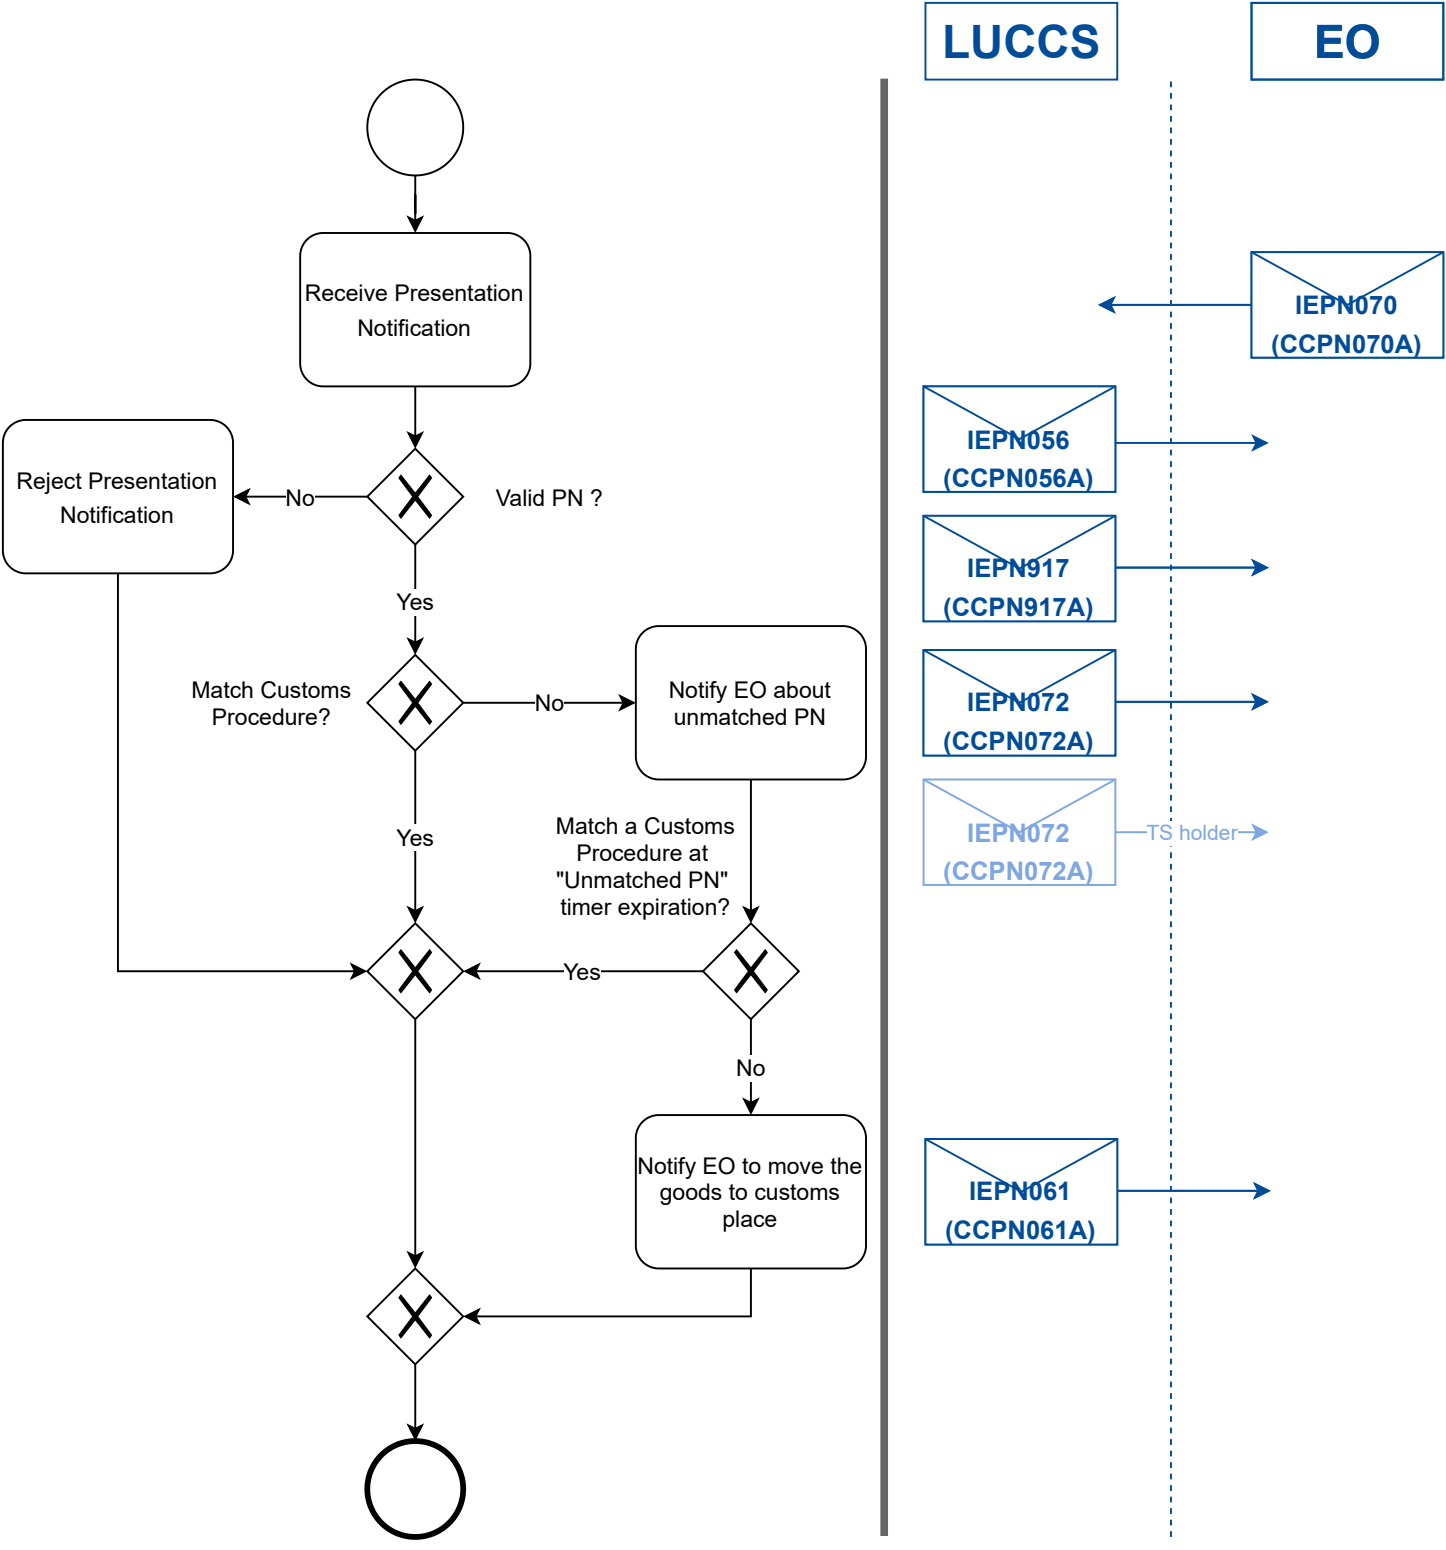 LUCCS
EO
Receive Presentation
Notification
IEPN070
(CCPN070A)
IEPN056
(CCPN056A)
Reject Presentation
Notification
No
Valid PN ?
IEPN917
(CCPN917A)
Yes
Match Customs
Procedure?
No
Notify EO about
unmatched PN
IEPN072
(CCPN072A)
Yes
Match a Customs
Procedure at
"Unmatched PN"
timer expiration?
IEPN072
(CCPN072A)
TS holder
Yes
No
Notify EO to move the
goods to customs
place
IEPN061
(CCPN061A)